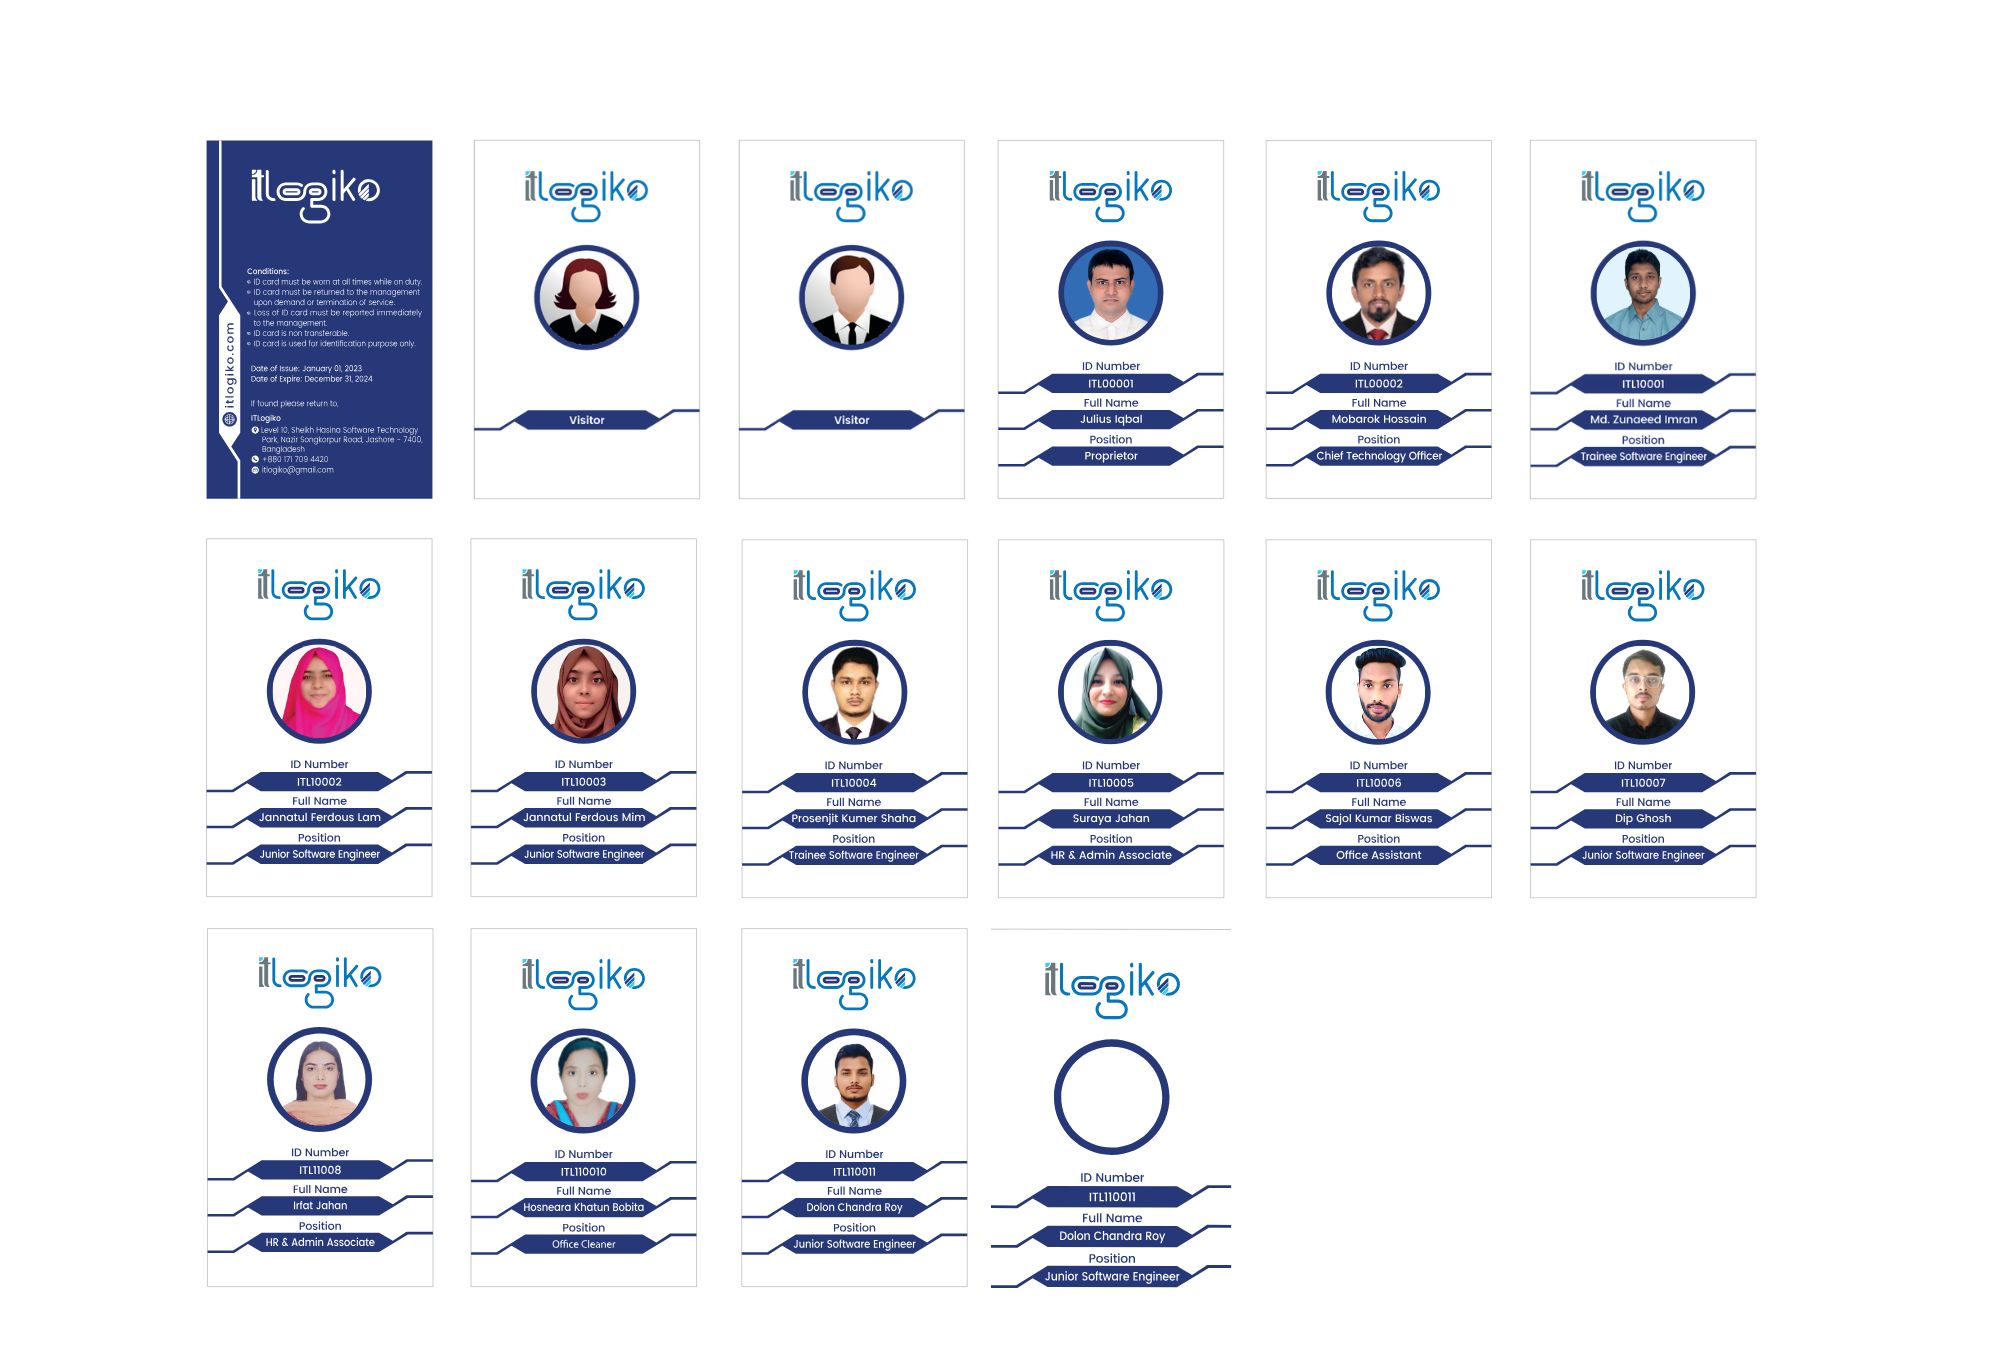 itlogiko
Conditions:
ID card must be worn at all times while on duty.
ID card must be returned to the management
upon demand or termination of service.
Loss of ID card must be reported immediately
to the management.
ID card is non transferable.
ID card is used for identification purpose only.
Date of Issue: January 01, 2023
Date of Expire: December 31, 2024
If found please return to,
ITLogiko
Level 10, Sheikh Hasina Software Technology
Park, Nazir Songkorpur Road, Jashore - 7400,
Bangladesh
+880 171 709 4420
itlogiko@gmail.com
itlogiko.com
itlogiko
Visitor
itlogiko
Visitor
itlogiko
ID Number
ITL00001
Full Name
Julius Iqbal
Position
Proprietor
itlogiko
ID Number
ITL00002
Full Name
Mobarok Hossain
Position
Chief Technology Officer
itlogiko
ID Number
ITL10001
Full Name
Md. Zunaeed Imran
Position
Trainee Software Engineer
itlogiko
ID Number
ITL10002
Full Name
Jannatul Ferdous Lam
Position
Junior Software Engineer
itlogiko
ID Number
ITL10003
Full Name
Jannatul Ferdous Mim
Position
Junior Software Engineer
itlogiko
ID Number
ITL10004
Full Name
Prosenjit Kumer Shaha
Position
Trainee Software Engineer
itlogiko
ID Number
ITL10005
Full Name
Suraya Jahan
Position
HR & Admin Associate
itlogiko
ID Number
ITL10006
Full Name
Sajol Kumar Biswas
Position
Office Assistant
itlogiko
ID Number
ITL10007
Full Name
Dip Ghosh
Position
Junior Software Engineer
itlogiko
ID Number
ITL11008
Full Name
Irfat Jahan
Position
HR & Admin Associate
itlogiko
ID Number
ITL110010
Full Name
Hosneara Khatun Bobita
Position
Office Cleaner
itlogiko
ID Number
ITL110011
Full Name
Dolon Chandra Roy
Position
Junior Software Engineer
itlogiko
ID Number
ITL110011
Full Name
Dolon Chandra Roy
Position
Junior Software Engineer